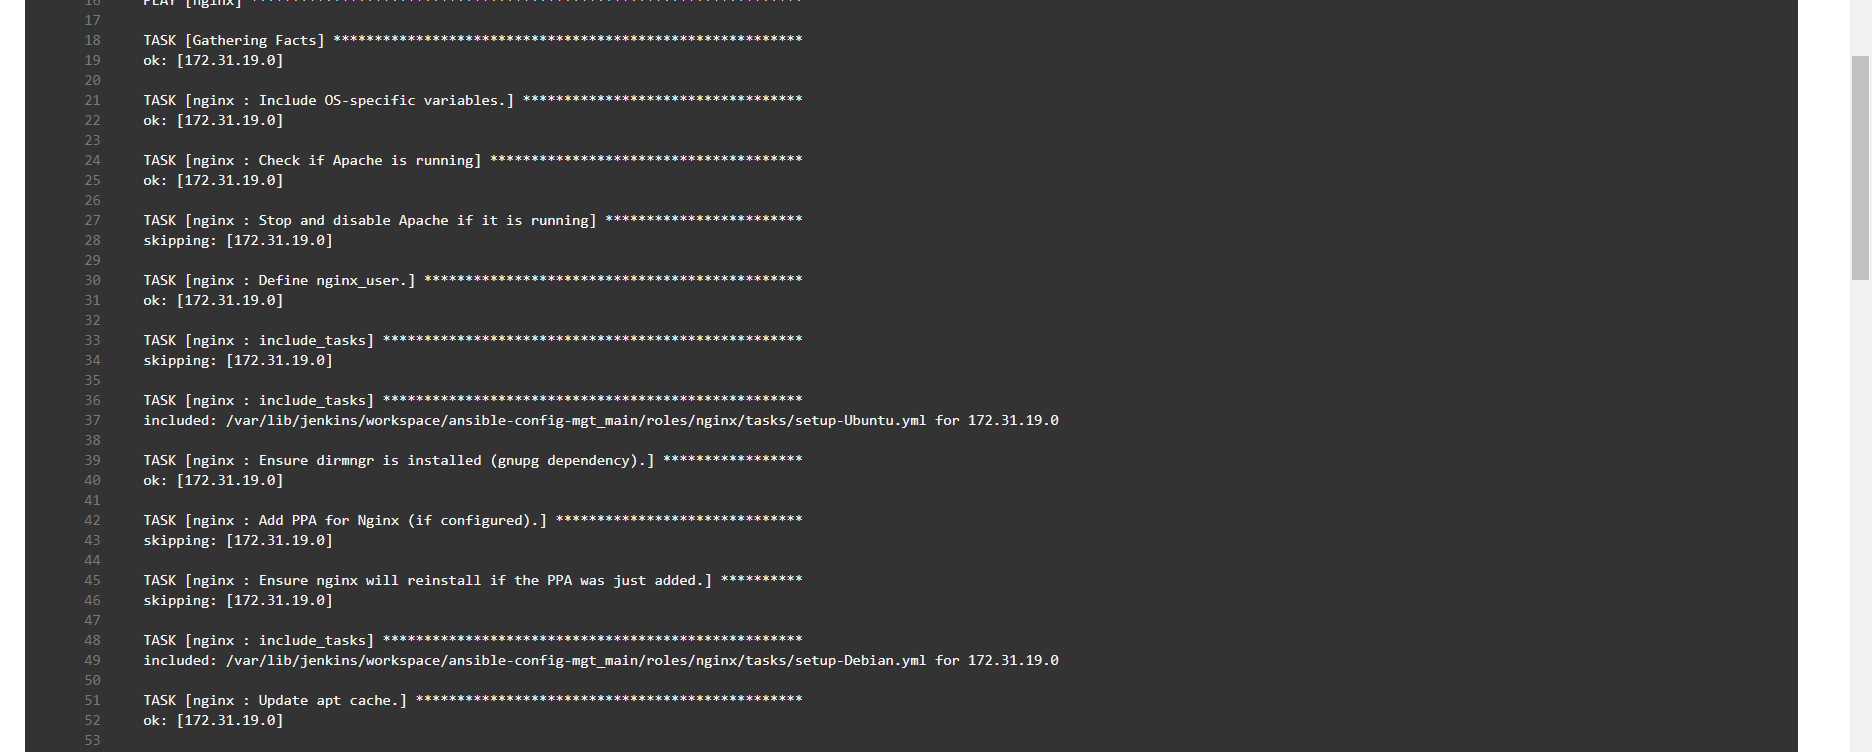 16 PLAY [nginx]
17
18 TASK [Gathering Facts] *********************************************************
19 ok: [172.31.19.0]
20
21 TASK [nginx : Include OS-specific variables.] **********************************
22 ok: [172.31.19.0]
23
24 TASK [nginx : Check if Apache is running] **************************************
25 ok: [172.31.19.0]
26
27 TASK [nginx : Stop and disable Apache if it is running] ************************
28 skipping: [172.31.19.0]
29
30 TASK [nginx : Define nginx_user.] **********************************************
31 ok: [172.31.19.0]
32
33 TASK [nginx : include_tasks] ***************************************************
34 skipping: [172.31.19.0]
35
36 TASK [nginx : include_tasks] ***************************************************
37 included: /var/lib/jenkins/workspace/ansible-config-mgt_main/roles/nginx/tasks/setup-Ubuntu.yml for 172.31.19.0
38
39 TASK [nginx : Ensure dirmngr is installed (gnupg dependency).] *****************
40 ok: [172.31.19.0]
41
42 TASK [nginx : Add PPA for Nginx (if configured).] ******************************
43 skipping: [172.31.19.0]
44
45 TASK [nginx : Ensure nginx will reinstall if the PPA was just added.] **********
46 skipping: [172.31.19.0]
47
48 TASK [nginx : include_tasks] ***************************************************
49 included: /var/lib/jenkins/workspace/ansible-config-mgt_main/roles/nginx/tasks/setup-Debian.yml for 172.31.19.0
50
51 TASK [nginx : Update apt cache.] ***********************************************
52 ok: [172.31.19.0]
53